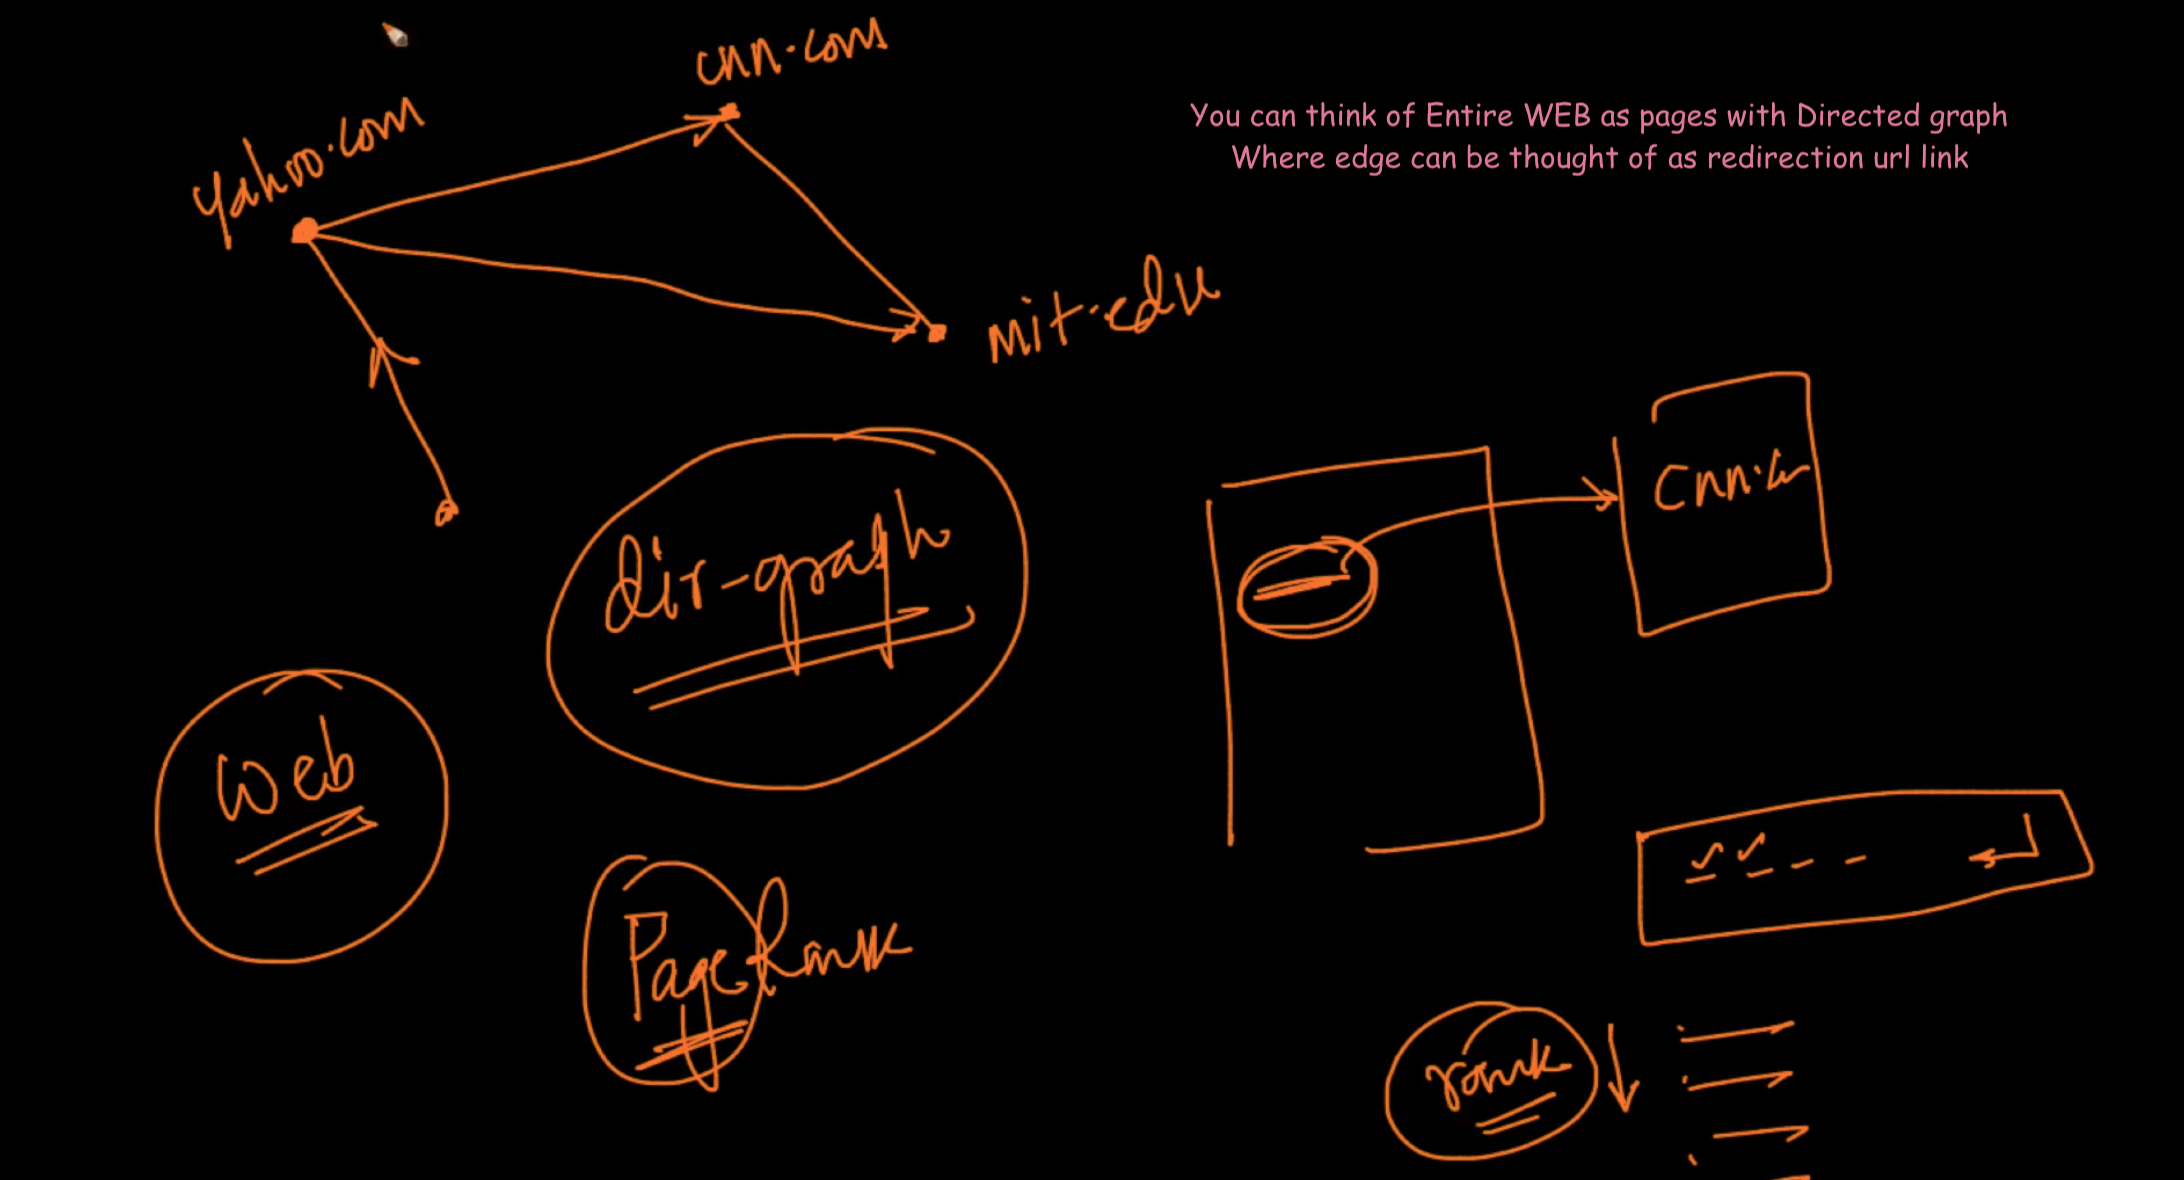 cnn.com
yahoo.com
You can think of Entire WEB as pages with Directed graph
Where edge can be thought of as redirection url link
mit.edu
cnn.co
dir-graph
Web
PageRank
rank